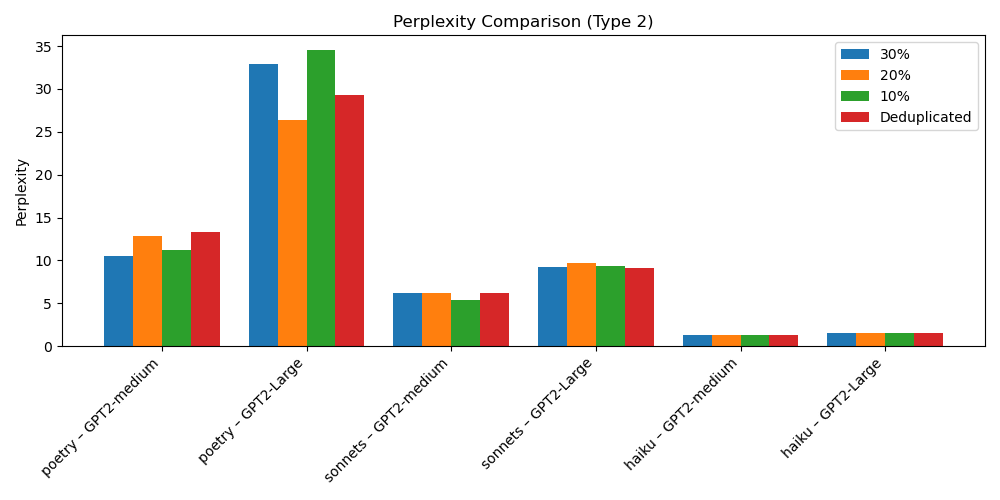 Perplexity Comparison (Type 2)
30%
20%
10%
Deduplicated
Perplexity
35
30
25
20
15
10
5
0
poetry – GPT2-medium
poetry – GPT2-Large
sonnets – GPT2-medium
sonnets – GPT2-Large
haiku – GPT2-medium
haiku – GPT2-Large